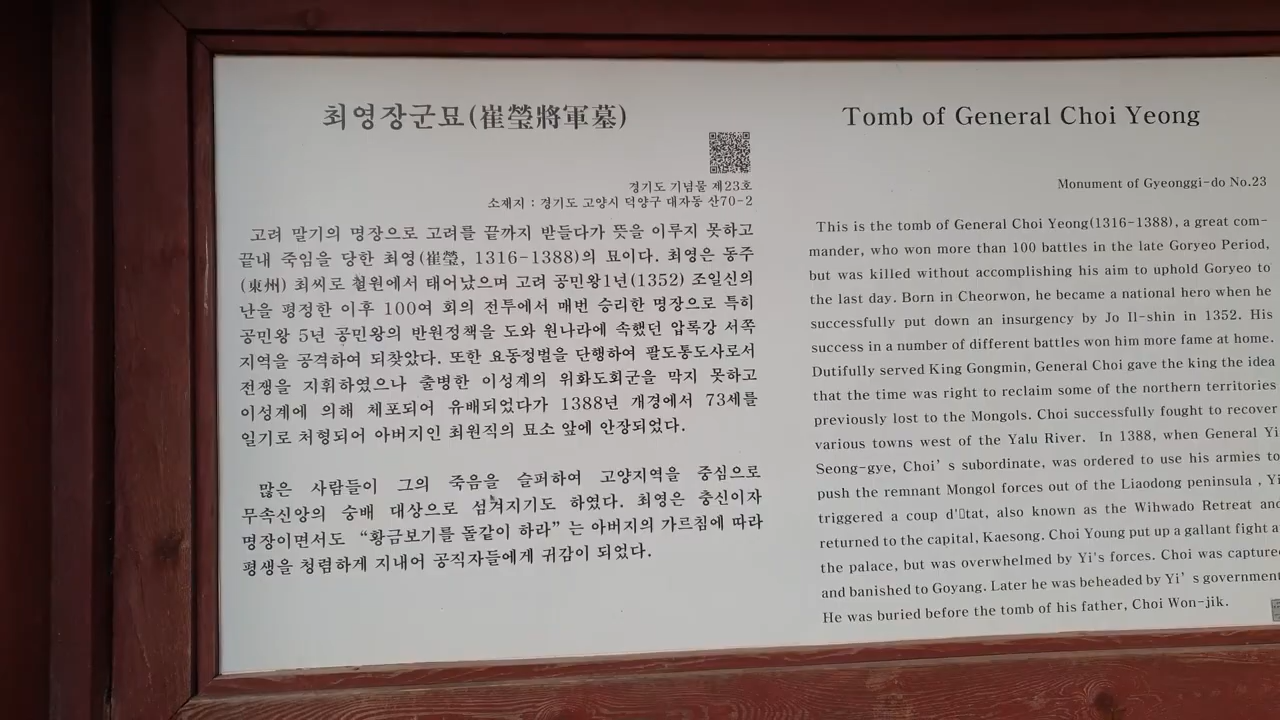 최영장군묘(崔瑩將軍墓)
경기도 기념물 제23호
소재지 : 경기도 고양시 덕양구 대자동 산70-2
고려 말기의 명장으로 고려를 끝까지 받들다가 뜻을 이루지 못하고
끝내 죽임을 당한 최영(崔瑩, 1316-1388)의 묘이다. 최영은 동주
(東州) 최씨로 철원에서 태어났으며 고려 공민왕1년(1352) 조일신의
난을 평정한 이후 100여 회의 전투에서 매번 승리한 명장으로 특히
공민왕 5년 공민왕의 반원정책을 도와 원나라에 속했던 압록강 서쪽
지역을 공격하여 되찾았다. 또한 요동정벌을 단행하여 팔도통도사로서
전쟁을 지휘하였으나 출병한 이성계의 위화도회군을 막지 못하고
이성계에 의해 체포되어 유배되었다가 1388년 개경에서 73세를
일기로 처형되어 아버지인 최원직의 묘소 앞에 안장되었다.
많은 사람들이 그의 죽음을 슬퍼하여 고양지역을 중심으로
무속신앙의 숭배 대상으로 섬겨지기도 하였다. 최영은 충신이자
명장이면서도 “황금보기를 돌같이 하라”는 아버지의 가르침에 따라
평생을 청렴하게 지내어 공직자들에게 귀감이 되었다.
Tomb of General Choi Yeong
Monument of Gyeonggi-do No.23
This is the tomb of General Choi Yeong(1316-1388), a great com-
mander, who won more than 100 battles in the late Goryeo Period,
but was killed without accomplishing his aim to uphold Goryeo to
the last day. Born in Cheorwon, he became a national hero when he
successfully put down an insurgency by Jo Il-shin in 1352. His
success in a number of different battles won him more fame at home.
Dutifully served King Gongmin, General Choi gave the king the idea
that the time was right to reclaim some of the northern territories
previously lost to the Mongols. Choi successfully fought to recover
various towns west of the Yalu River. In 1388, when General Yi
Seong-gye, Choi’s subordinate, was ordered to use his armies to
push the remnant Mongol forces out of the Liaodong peninsula , Yi
triggered a coup d'▯tat, also known as the Wihwado Retreat and
returned to the capital, Kaesong. Choi Young put up a gallant fight a
the palace, but was overwhelmed by Yi's forces. Choi was capture
and banished to Goyang. Later he was beheaded by Yi’s government
He was buried before the tomb of his father, Choi Won-jik.